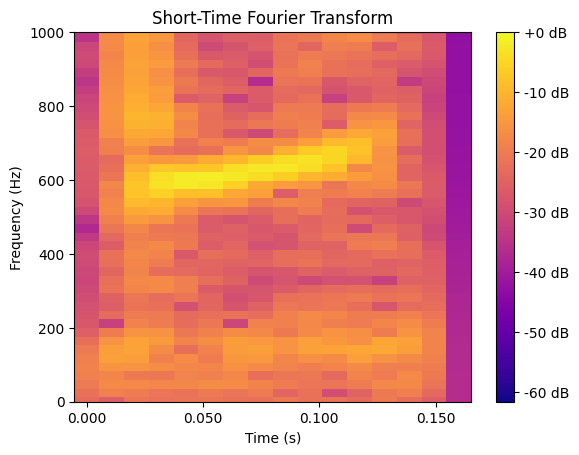 Short-Time Fourier Transform
1000
800
600
400
200
0
Frequency (Hz)
0.000
0.050
0.100
0.150
Time (s)
+0 dB
-10 dB
-20 dB
-30 dB
-40 dB
-50 dB
-60 dB